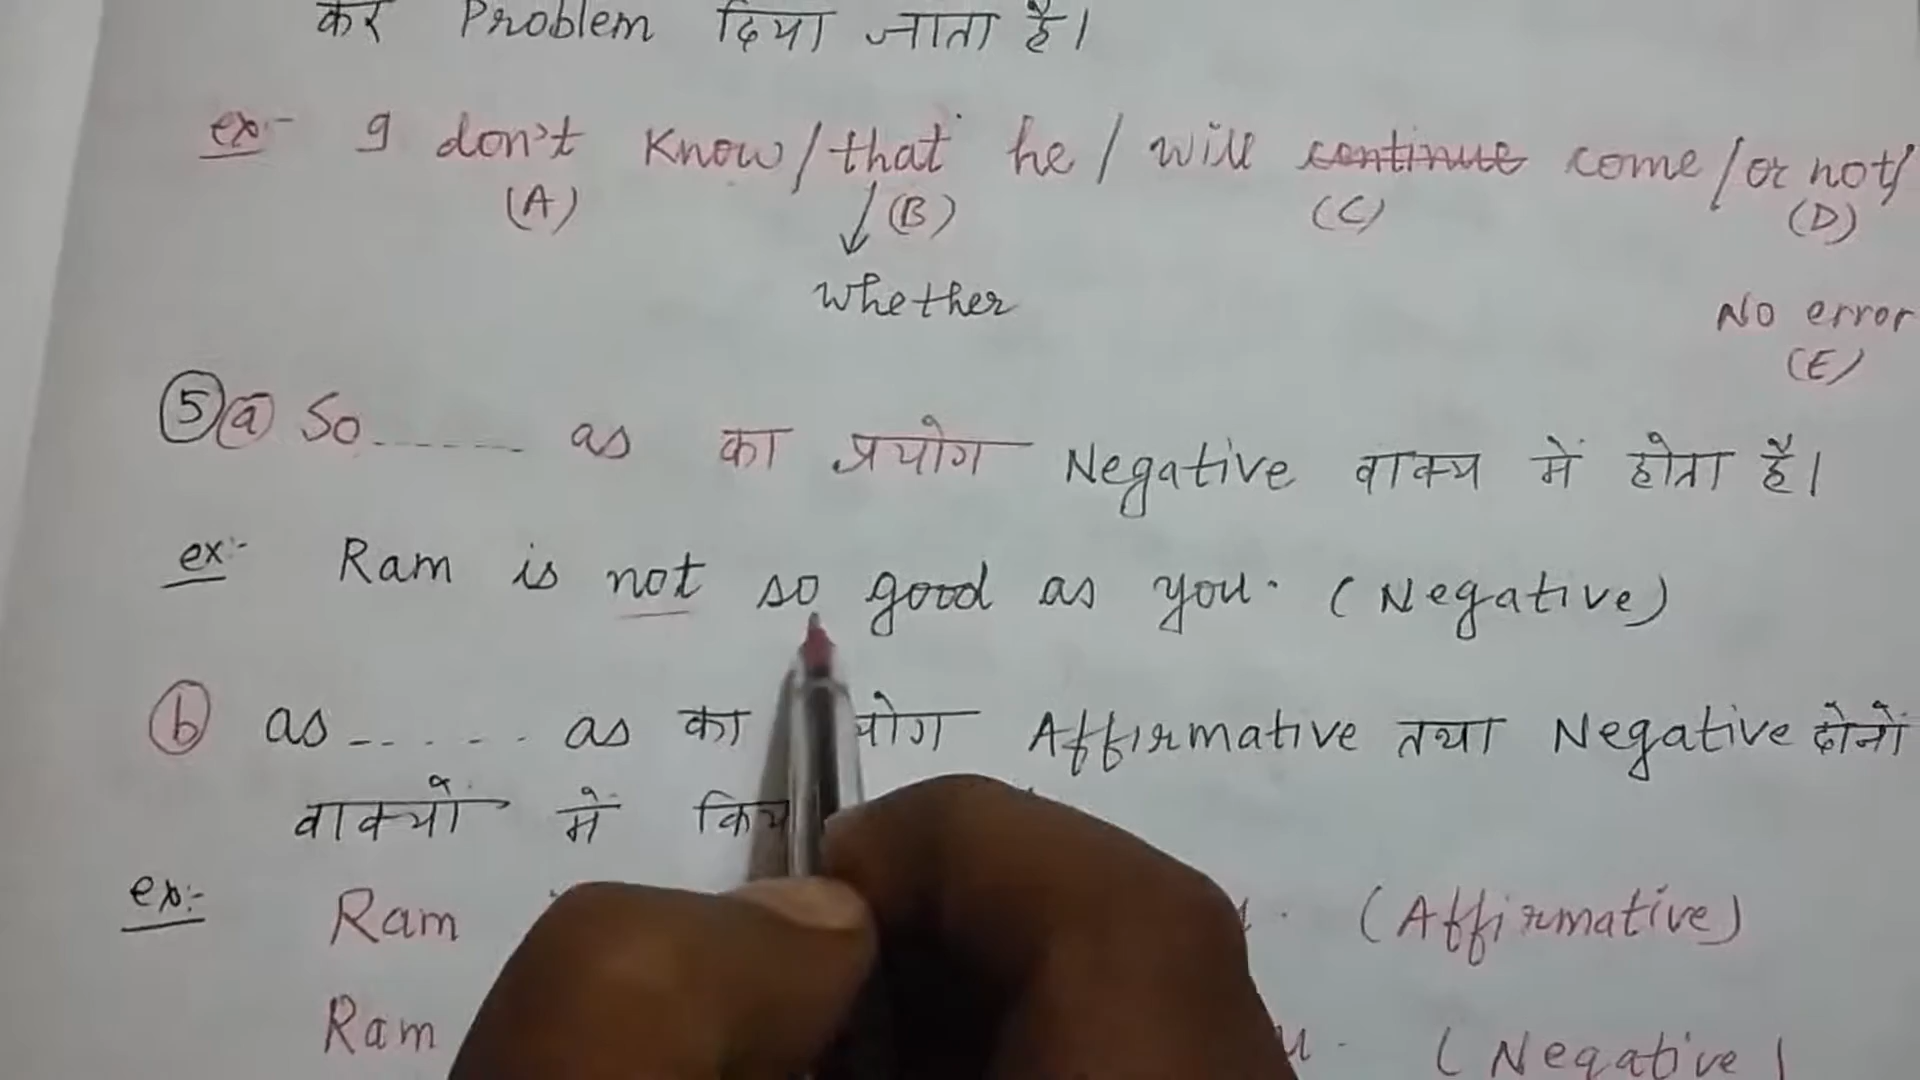 कर Problem दिया जाता है।
ex:- I don't know / that he / will continue come / or not/
(A) (B) (C) (D)
whether
No error
(E)
5 a So ...... as का प्रयोग Negative वाक्य में होता है।
ex:- Ram is not so good as you. (Negative)
b as ...... as का योग Affirmative तथा Negative दोनों
वाक्यों में
ex:- Ram (Affirmative)
Ram (Negative)